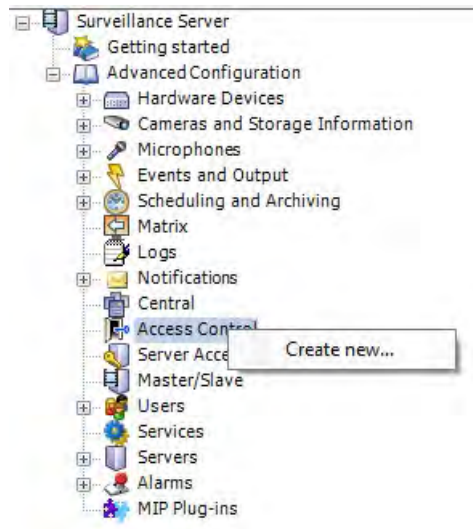 Surveillance Server
Getting started
Advanced Configuration
Hardware Devices
Cameras and Storage Information
Microphones
Events and Output
Scheduling and Archiving
Matrix
Logs
Notifications
Central
Access Control
Create new...
Server Acce
Master/Slave
Users
Services
Servers
Alarms
MIP Plug-ins